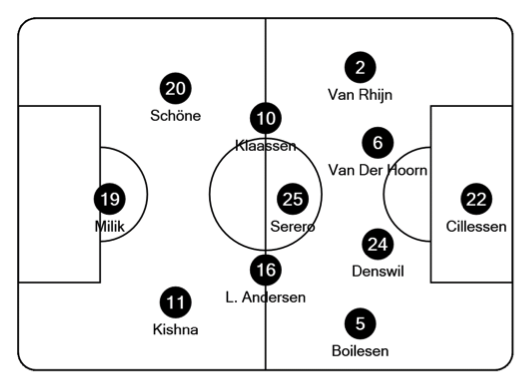 2
Van Rhijn
20
Schöne
10
Klaassen
6
Van Der Hoorn
19
Milik
25
Serero
22
Cillessen
24
Denswil
16
L. Andersen
11
Kishna
5
Boilesen